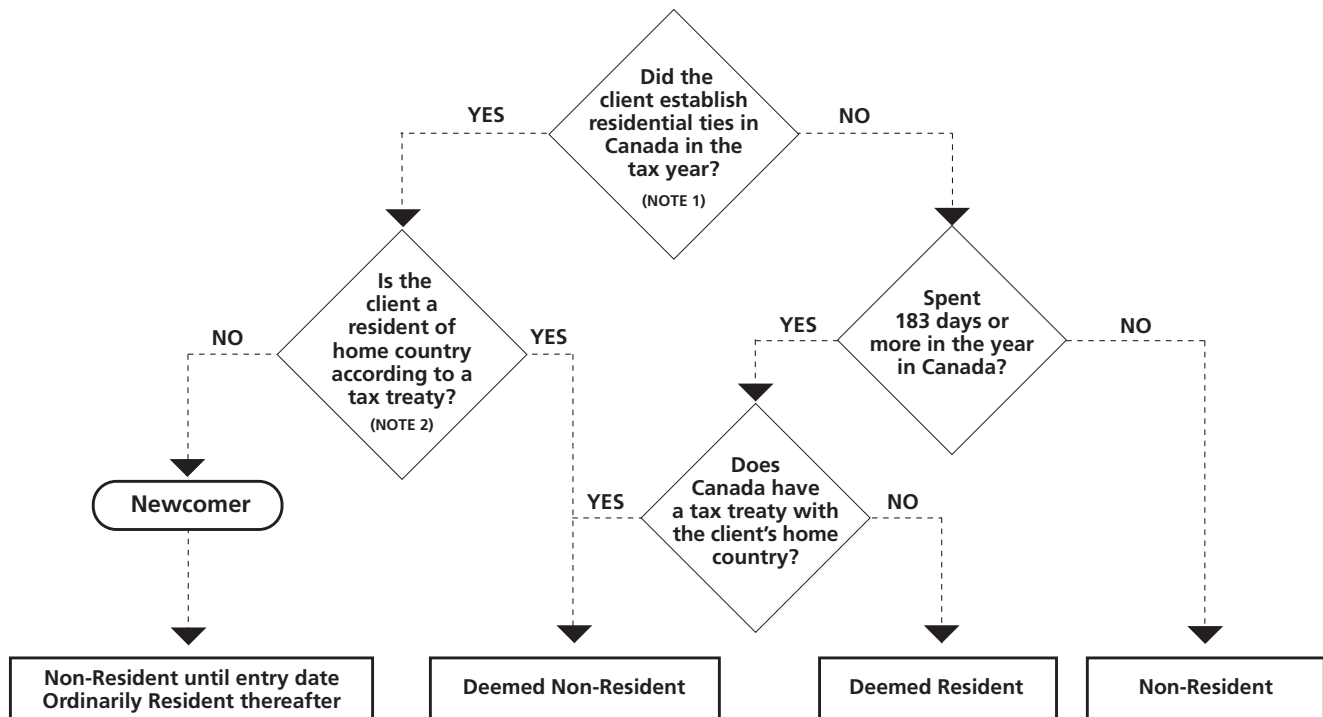 Did the
client establish
residential ties in
Canada in the
tax year?
(NOTE 1)
YES
NO
Is the
client a
resident of
home country
according to a
tax treaty?
(NOTE 2)
NO
YES
Spent
183 days or
more in the year
in Canada?
YES
NO
Does
Canada have
a tax treaty with
the client's home
country?
YES
NO
Newcomer
Non-Resident until entry date
Ordinarily Resident thereafter
Deemed Non-Resident
Deemed Resident
Non-Resident